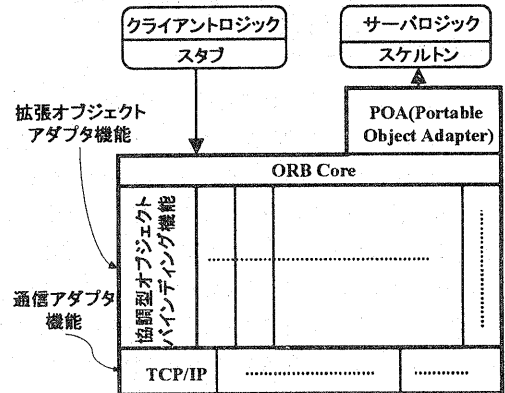 クライアントロジック
スタブ
サーバロジック
スケルトン
拡張オブジェクト
アダプタ機能
POA(Portable
Object Adapter)
ORB Core
協調型オブジェクト
バインディング機能
通信アダプタ
機能
TCP/IP